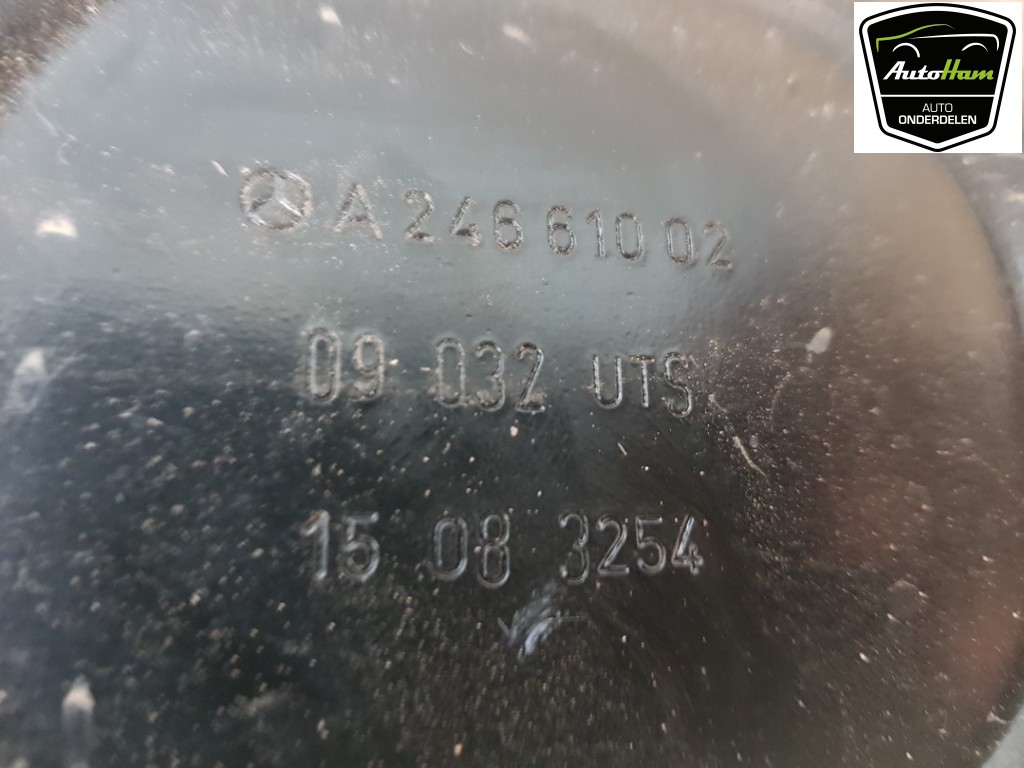 AutoHam
AUTO
ONDERDELEN
A 246 610 02
09 032 UTS
15 08 3254